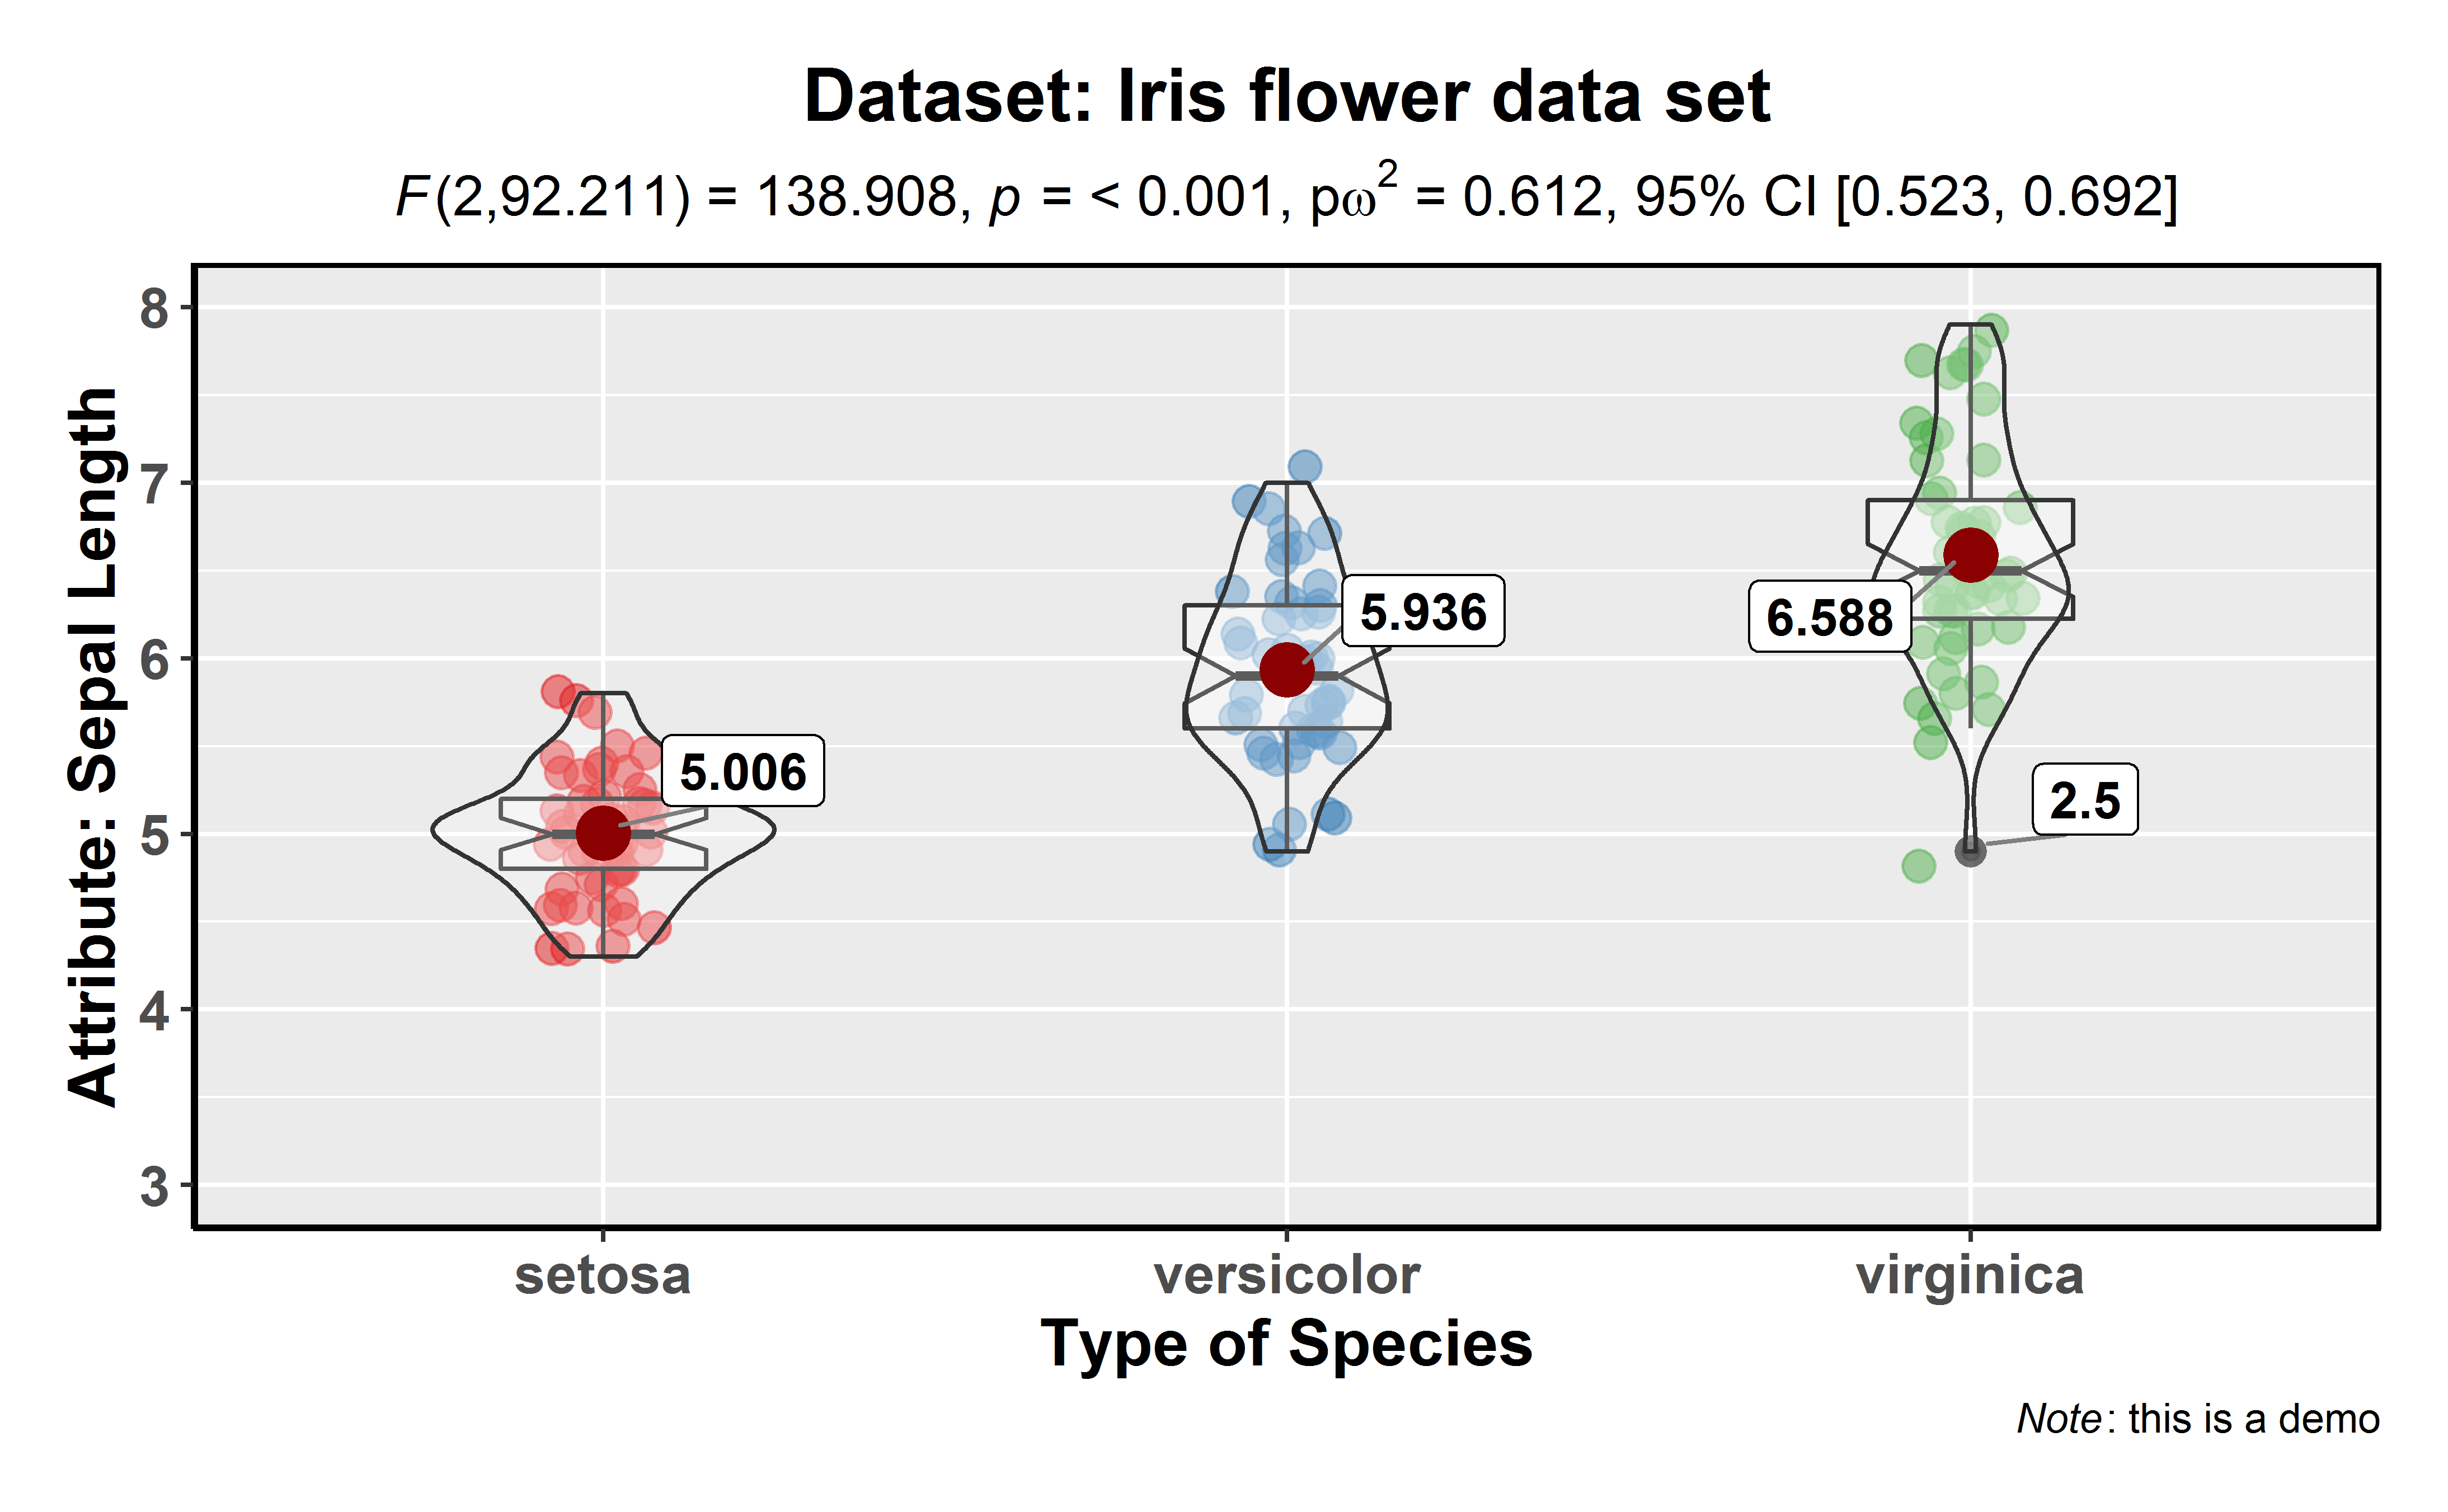 Dataset: Iris flower data set
F(2,92.211) = 138.908, p = < 0.001, pω² = 0.612, 95% CI [0.523, 0.692]
Attribute: Sepal Length
8
7
6
5
4
3
5.006
5.936
6.588
2.5
setosa versicolor virginica
Type of Species
Note: this is a demo